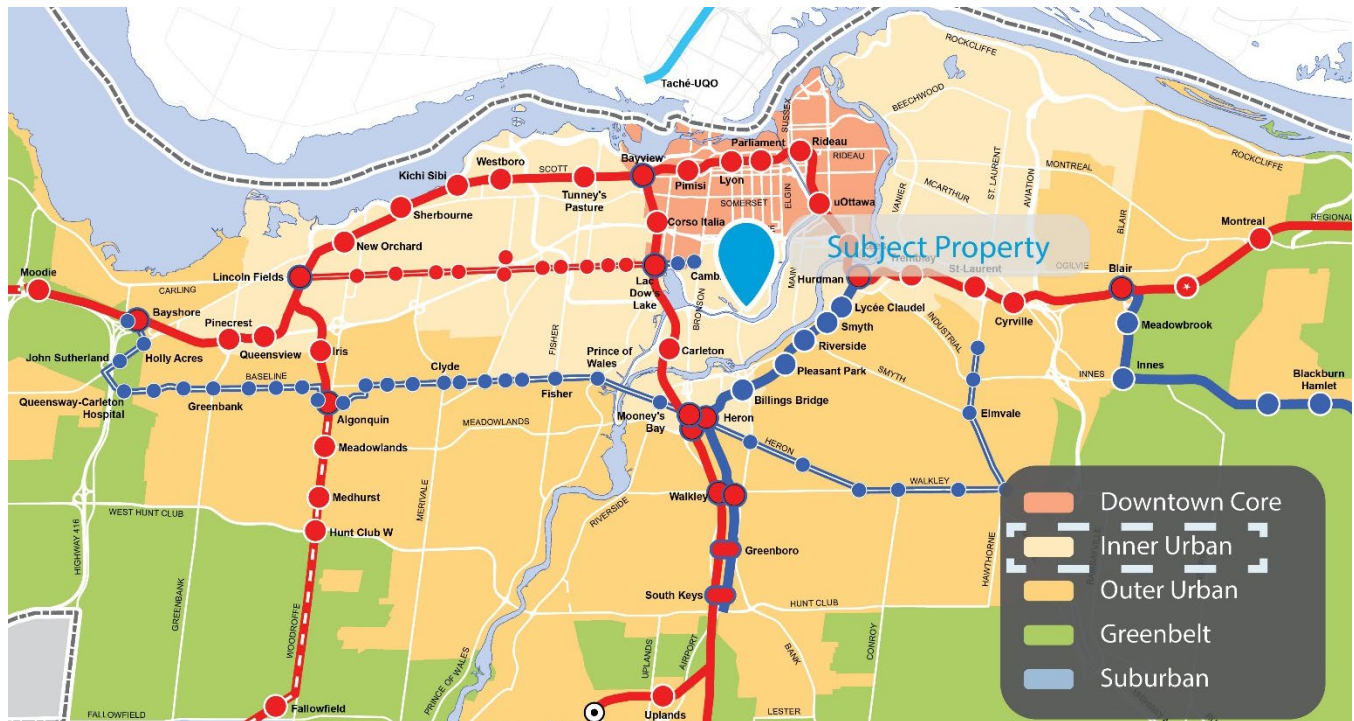 Taché-UQO
ROCKCLIFFE
BEECHWOOD
SUSSEX
Parliament
Rideau
RIDEAU
Lyon
Pimisi
Bayview
SCOTT
Westboro
Kichi Sibi
Tunney's
Pasture
Sherbourne
New Orchard
Lincoln Fields
Corso Italia
SOMERSET
ELGIN
uOttawa
VANIER
MCARTHUR
ST. LAURENT
AVIATION
MONTREAL
ROCKCLIFFE
BLAIR
Montreal
REGIONAL
Subject Property
Hurdman
Tremblay
St-Laurent
OGILVIE
Blair
Cyrville
Moodie
CARLING
Bayshore
Pinecrest
Queensview
Iris
John Sutherland
Holly Acres
BASELINE
Queensway-Carleton
Hospital
Greenbank
Algonquin
Clyde
FISHER
Fisher
Prince of
Wales
Lac
Dow's
Lake
BRONSON
MAIN
Carleton
Lycée Claudel
Smyth
Riverside
Pleasant Park
Billings Bridge
SMYTH
INDUSTRIAL
Meadowbrook
INNES
Innes
Blackburn
Hamlet
Elmvale
Mooney's
Bay
Heron
HERON
WALKLEY
Walkley
MEADOWLANDS
Meadowlands
Medhurst
WEST HUNT CLUB
Hunt Club W
MERIVALE
RIVERSIDE
HIGHWAY 416
GREENBANK
WOODROFFE
Greenboro
South Keys
HUNT CLUB
HAWTHORNE
CONROY
BANK
UPLANDS
AIRPORT
PRINCE OF WALES
Fallowfield
FALLOWFIELD
Uplands
LESTER
Downtown Core
Inner Urban
Outer Urban
Greenbelt
Suburban